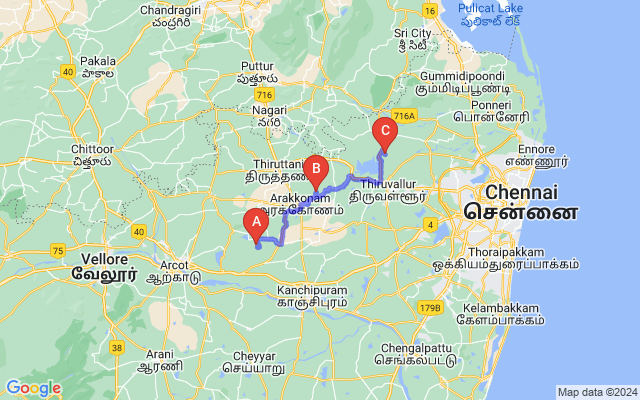 Pulicat Lake
పులికాట్ లేక్
Chandragiri
చంద్రగిరి
16
Sri City
శ్రీ సిటీ
Pakala
పాకాల
40
Puttur
పుత్తూరు
Gummidipoondi
கும்மிடிப்பூண்டி
716
Nagari
నగరి
716A
Ponneri
பொன்னேரி
C
Chittoor
చిత్తూరు
Ennore
எண்ணூர்
Thiruttani
திருத்தணி
B
Thiruvallur
திருவள்ளூர்
Chennai
சென்னை
Arakkonam
அரக்கோணம்
A
4
75
Vellore
வேலூர்
Arcot
ஆற்காடு
40
Thoraipakkam
ஒக்கியம்துரைப்பாக்கம்
Kanchipuram
காஞ்சிபுரம்
179B
Kelambakkam
கேளம்பாக்கம்
38
Arani
ஆரணி
Cheyyar
செய்யாறு
Chengalpattu
செங்கல்பட்டு
Google
Map data ©2024